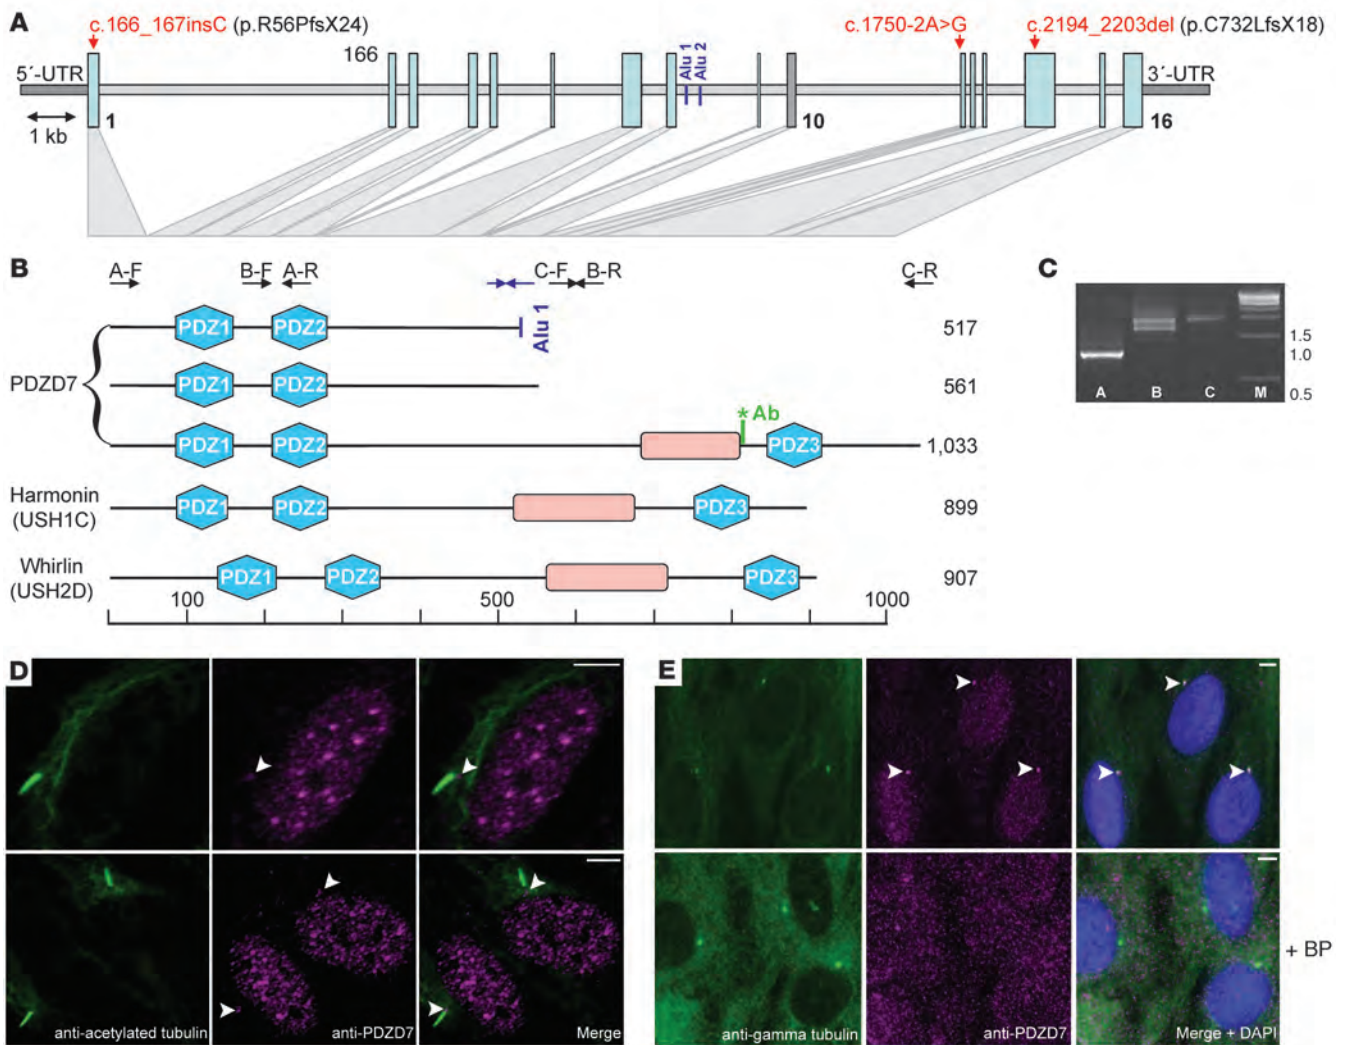 A
c.166_167insC (p.R56PfsX24)
c.1750-2A>G
c.2194_2203del (p.C732LfsX18)
5´-UTR
166
Alu 1
Alu 2
3´-UTR
1 kb
1
10
16
B
A-F
B-F
A-R
C-F
B-R
C-R
PDZD7
PDZ1 PDZ2 Alu 1 517
PDZ1 PDZ2 561
PDZ1 PDZ2 *Ab PDZ3 1,033
Harmonin
(USH1C)
PDZ1 PDZ2 PDZ3 899
Whirlin
(USH2D)
PDZ1 PDZ2 PDZ3 907
100 500 1000
C
1.5
1.0
0.5
A B C M
D
anti-acetylated tubulin
anti-PDZD7
Merge
E
+ BP
anti-gamma tubulin
anti-PDZD7
Merge + DAPI